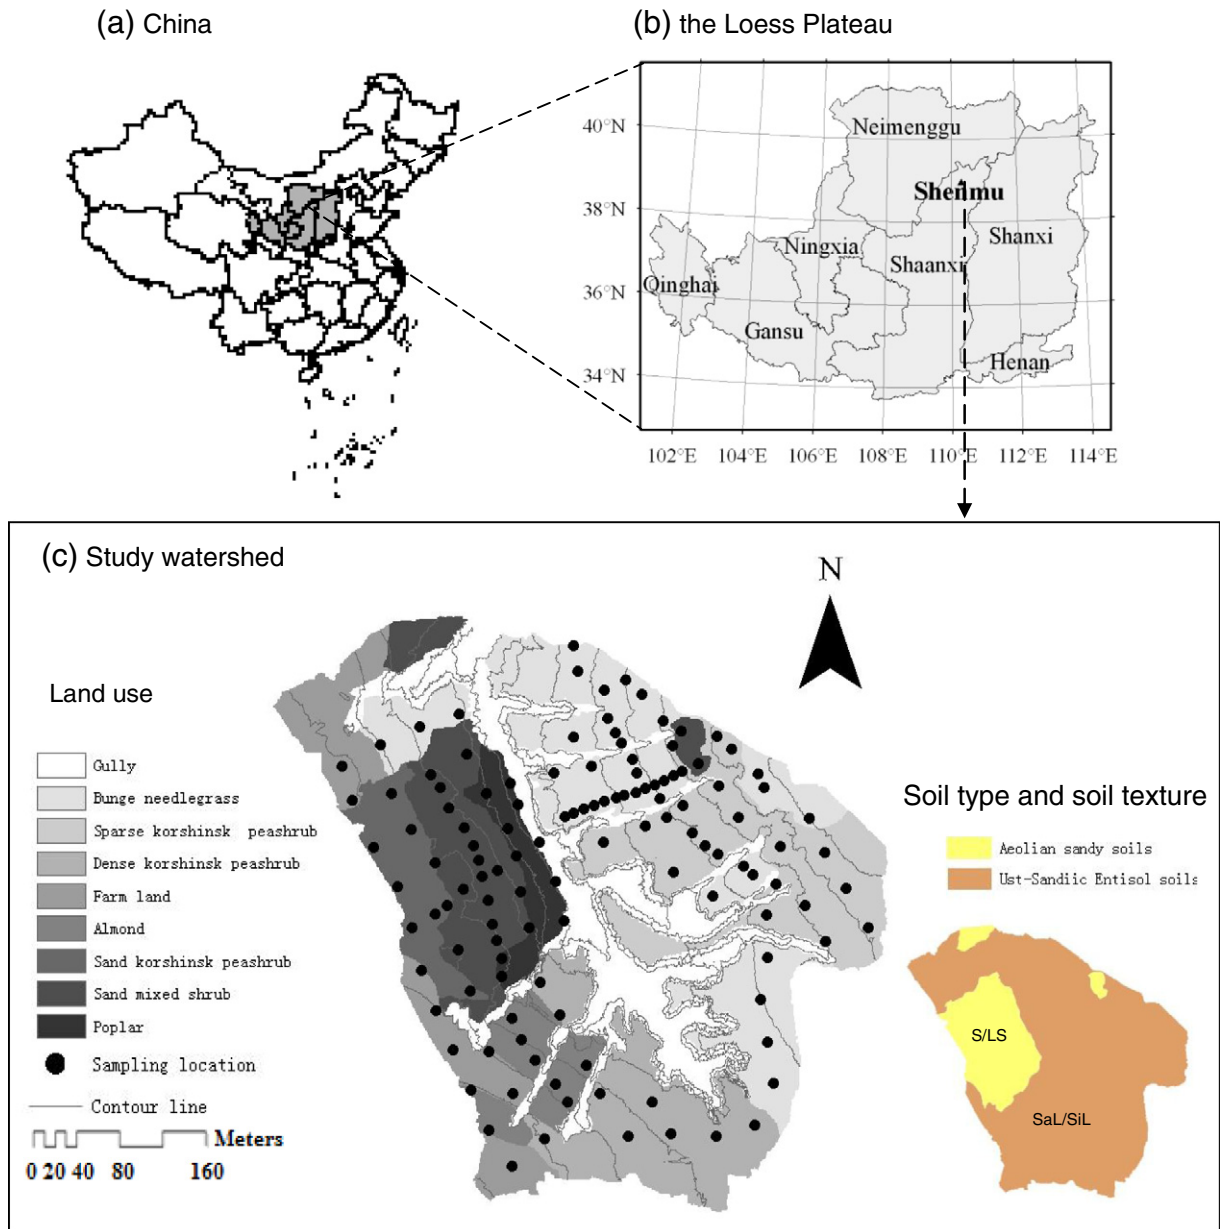 (a) China
(b) the Loess Plateau
40°N
38°N
36°N
34°N
Neimenggu
Shenmu
Ningxia
Shanxi
Shaanxi
Qinghai
Gansu
Henan
102°E 104°E 106°E 108°E 110°E 112°E 114°E
(c) Study watershed
N
Land use
Gully
Bunge needlegrass
Sparse korshinsk peashrub
Dense korshinsk peashrub
Farm land
Almond
Sand korshinsk peashrub
Sand mixed shrub
Poplar
Sampling location
Contour line
Meters
0 20 40 80 160
Soil type and soil texture
Aeolian sandy soils
Ust-Sandiic Entisol soils
S/LS
SaL/SiL